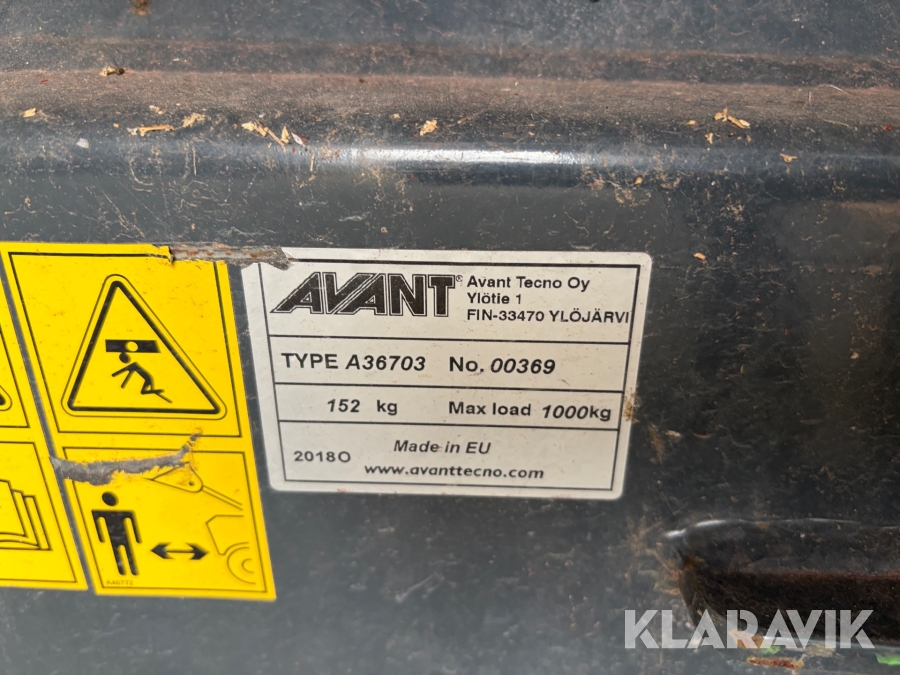 AVANT®
Avant Tecno Oy
Ylötie 1
FIN-33470 YLÖJÄRVI
TYPE A36703 No. 00369
152 kg Max load 1000kg
2018O Made in EU
www.avanttecno.com
A46772
KLARAVIK